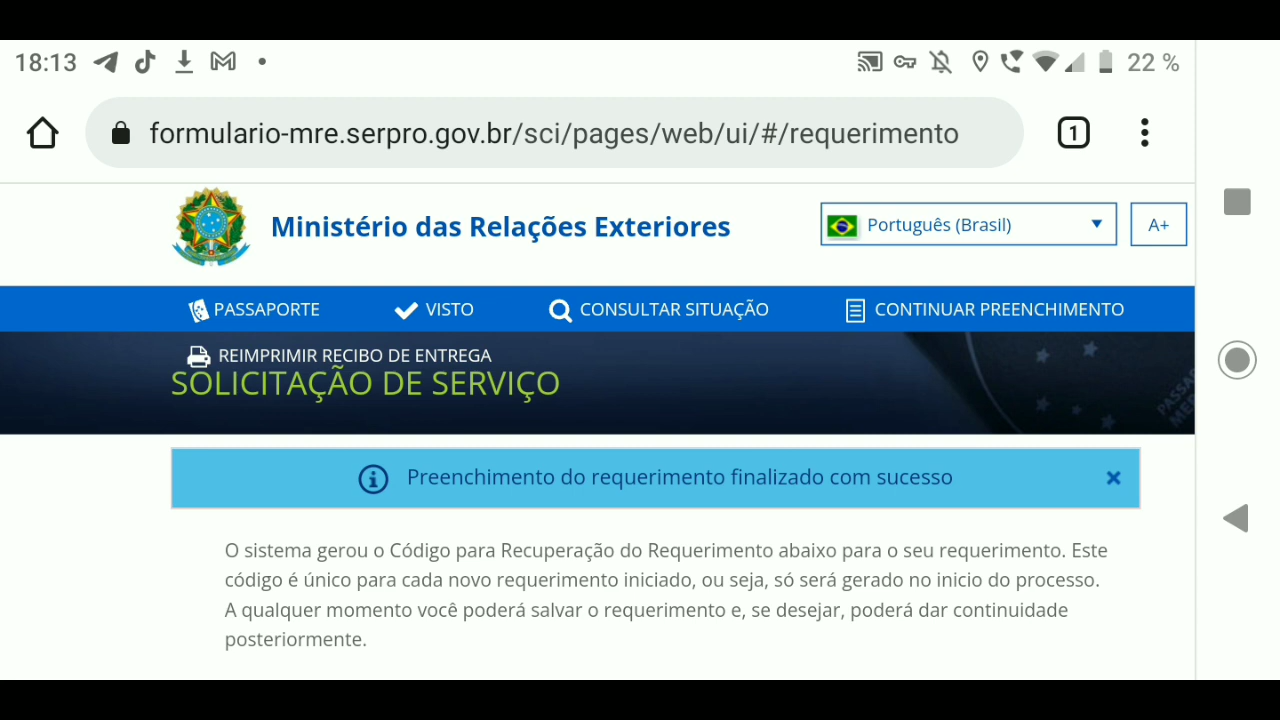 18:13
22 %
formulario-mre.serpro.gov.br/sci/pages/web/ui/#/requerimento
1
Ministério das Relações Exteriores
Português (Brasil)
A+
PASSAPORTE
VISTO
CONSULTAR SITUAÇÃO
CONTINUAR PREENCHIMENTO
REIMPRIMIR RECIBO DE ENTREGA
SOLICITAÇÃO DE SERVIÇO
Preenchimento do requerimento finalizado com sucesso
O sistema gerou o Código para Recuperação do Requerimento abaixo para o seu requerimento. Este
código é único para cada novo requerimento iniciado, ou seja, só será gerado no inicio do processo.
A qualquer momento você poderá salvar o requerimento e, se desejar, poderá dar continuidade
posteriormente.